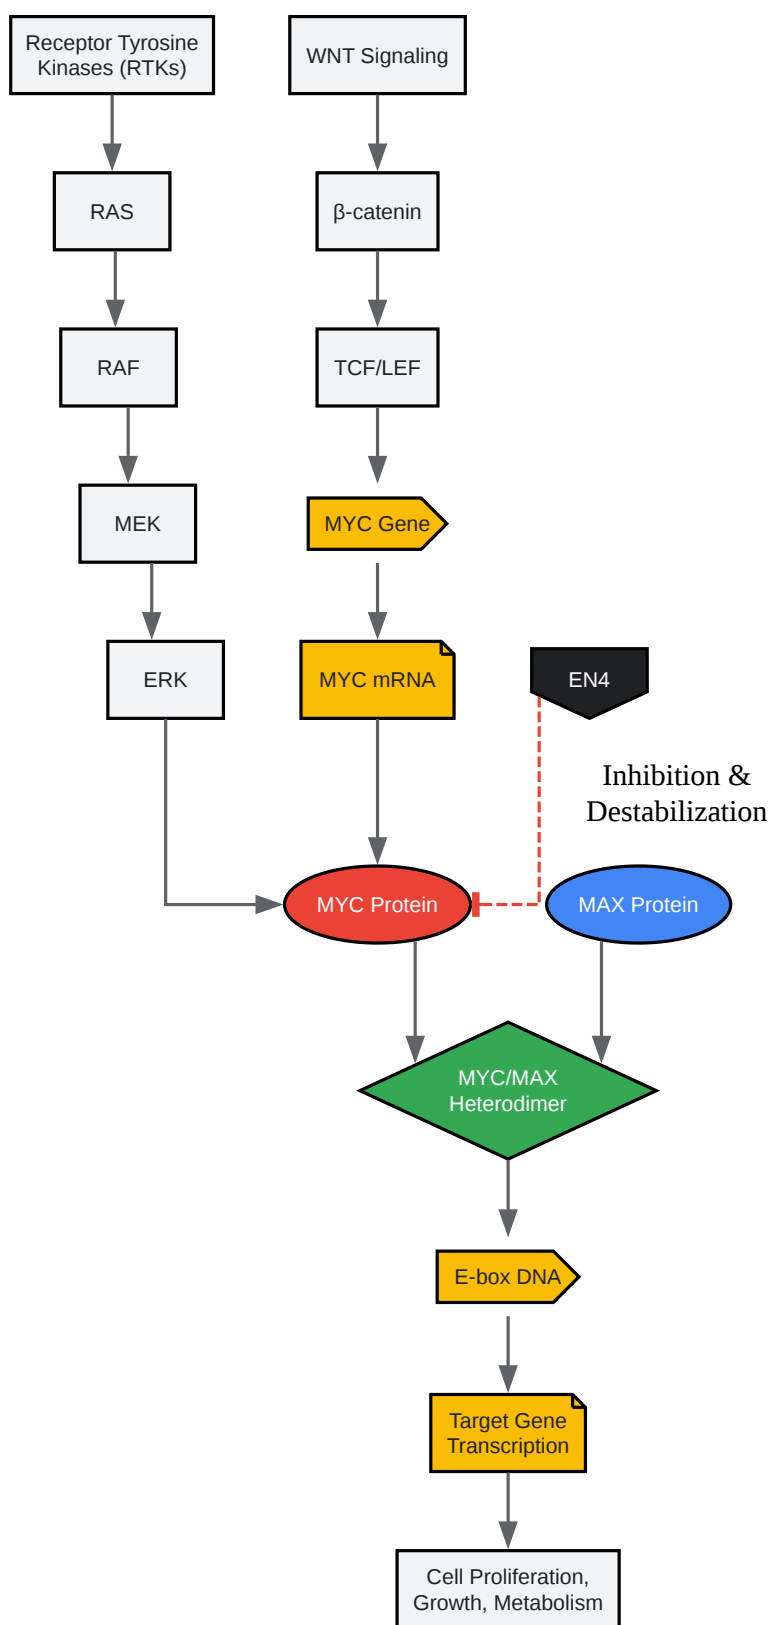 Receptor Tyrosine
Kinases (RTKs)
WNT Signaling
RAS
β-catenin
RAF
TCF/LEF
MEK
MYC Gene
ERK
MYC mRNA
EN4
Inhibition &
Destabilization
MYC Protein
MAX Protein
MYC/MAX
Heterodimer
E-box DNA
Target Gene
Transcription
Cell Proliferation,
Growth, Metabolism